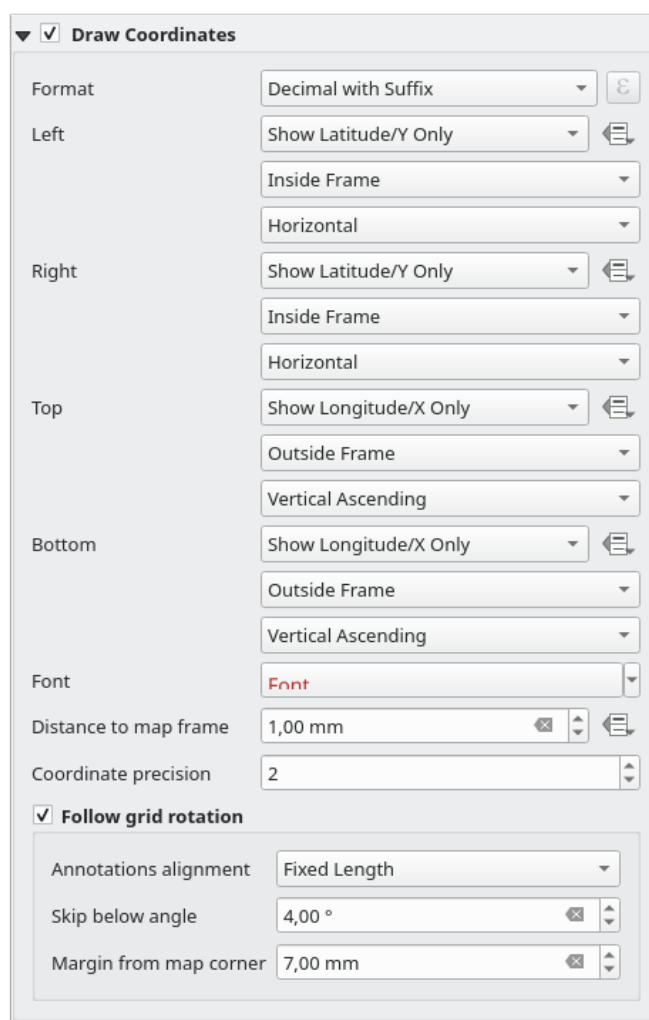 Draw Coordinates
Format Decimal with Suffix ε
Left Show Latitude/Y Only
Inside Frame
Horizontal
Right Show Latitude/Y Only
Inside Frame
Horizontal
Top Show Longitude/X Only
Outside Frame
Vertical Ascending
Bottom Show Longitude/X Only
Outside Frame
Vertical Ascending
Font Font
Distance to map frame 1,00 mm
Coordinate precision 2
Follow grid rotation
Annotations alignment Fixed Length
Skip below angle 4,00 °
Margin from map corner 7,00 mm